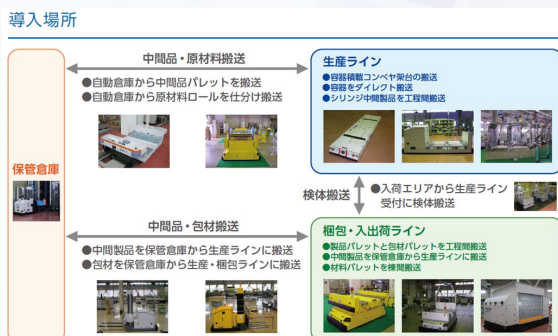 導入場所
中間品・原材料搬送
●自動倉庫から中間品パレットを搬送
●自動倉庫から原材料ロールを仕分け搬送
生産ライン
●容器積載コンベヤ架台の搬送
●容器をダイレクト搬送
●シリンジ中間製品を工程間搬送
保管倉庫
検体搬送
●入荷エリアから生産ライン
受付に検体搬送
中間品・包材搬送
●中間製品を保管倉庫から生産ラインに搬送
●包材を保管倉庫から生産・梱包ラインに搬送
梱包・入出荷ライン
●製品パレットと包材パレットを工程間搬送
●中間製品を保管倉庫から生産ラインに搬送
●材料パレットを棟間搬送